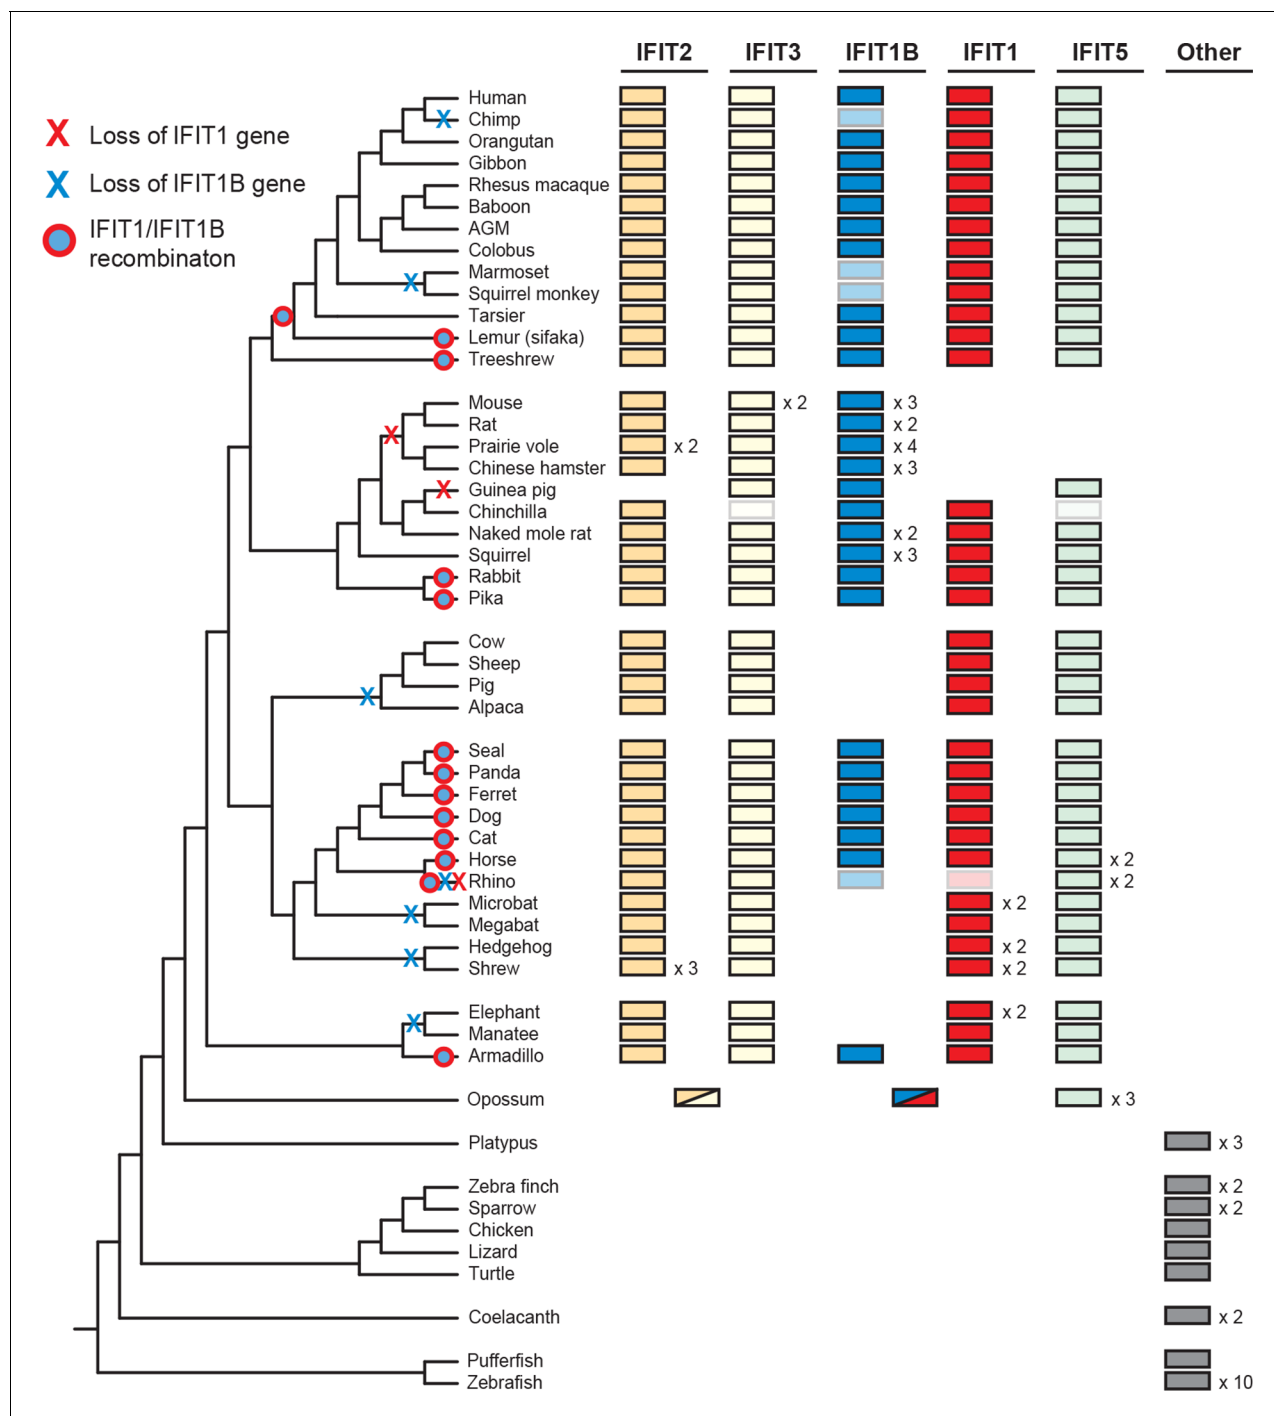 IFIT2 IFIT3 IFIT1B IFIT1 IFIT5 Other
X Loss of IFIT1 gene
X Loss of IFIT1B gene
IFIT1/IFIT1B
recombinaton
Human
X Chimp
Orangutan
Gibbon
Rhesus macaque
Baboon
AGM
Colobus
Marmoset
X Squirrel monkey
Tarsier
Lemur (sifaka)
Treeshrew
Mouse x 2 x 3
Rat x 2
X Prairie vole x 2 x 4
Chinese hamster x 3
X Guinea pig
Chinchilla
Naked mole rat x 2
Squirrel x 3
Rabbit
Pika
Cow
Sheep
Pig
X Alpaca
Seal
Panda
Ferret
Dog
Cat
Horse x 2
X X Rhino x 2
Microbat x 2
X Megabat
Hedgehog x 2
X Shrew x 3 x 2
Elephant x 2
X Manatee
Armadillo
Opossum x 3
Platypus x 3
Zebra finch x 2
Sparrow x 2
Chicken
Lizard
Turtle
Coelacanth x 2
Pufferfish
Zebrafish x 10